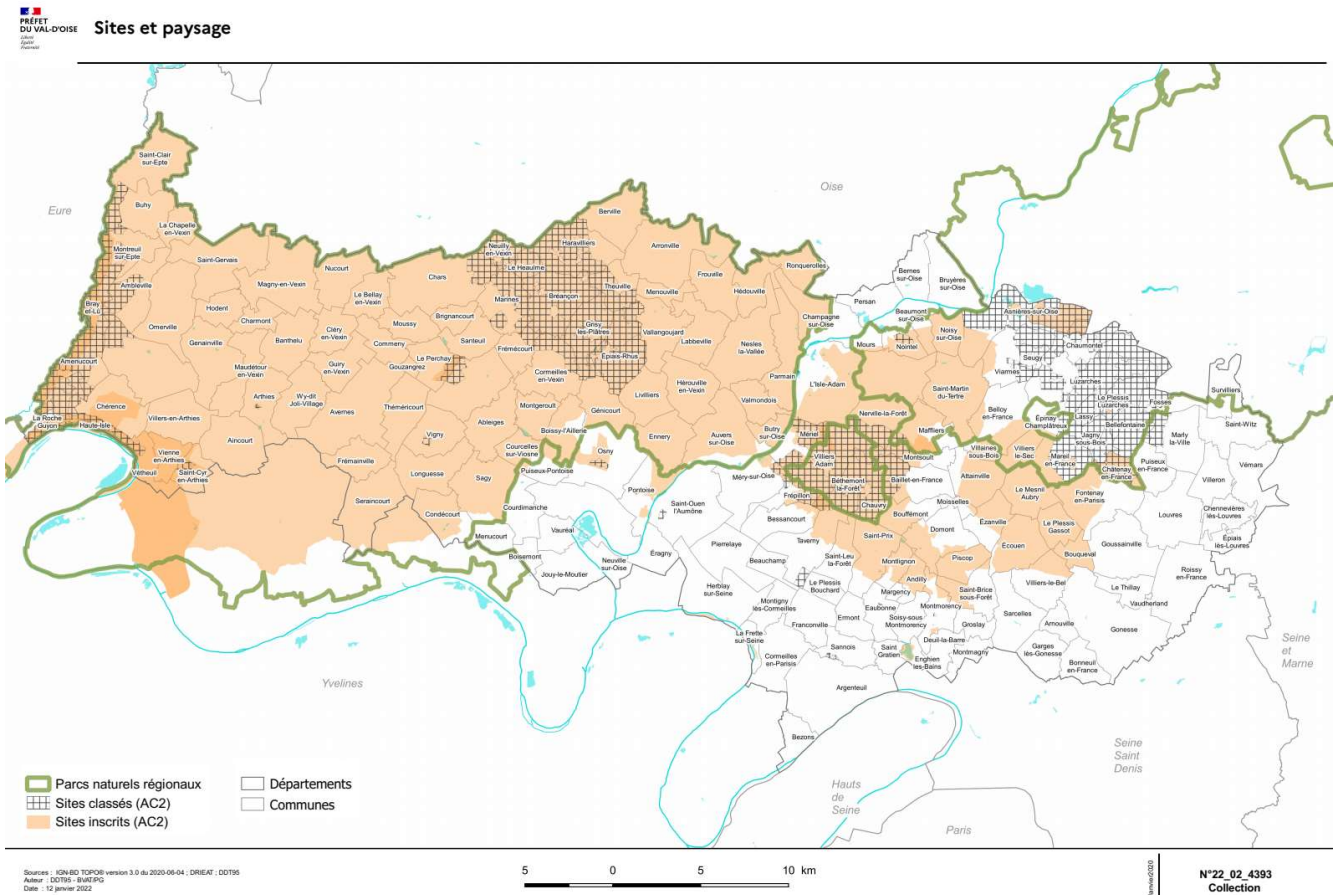 PRÉFET
DU VAL-D'OISE
Liberté
Égalité
Fraternité
Sites et paysage
Saint-Clair
sur-Epte
Oise
Eure
Buhy
La Chapelle
en-Vexin
Berville
Montreuil
sur-Epte
Saint-Gervais
Neuilly
en-Vexin
Haravilliers
Arronville
Ronquerolles
Nucourt
Le Heaulme
Ambleville
Magny-en-Vexin
Chars
Theuville
Frouville
Bernes
sur-Oise
Bruyères
sur-Oise
Bray
et-Lû
Hodent
Le Bellay
en-Vexin
Marines
Bréançon
Menouville
Hédouville
Persan
Omerville
Charmont
Moussy
Brignancourt
Grisy
les-Plâtres
Champagne
sur-Oise
Beaumont
sur-Oise
Asnières-sur-Oise
Genainville
Banthelu
Cléry
en-Vexin
Commeny
Santeuil
Frémécourt
Vallangoujard
Labbeville
Nesles
la-Vallée
Mours
Nointel
Noisy
sur-Oise
Chaumontel
Amenucourt
Maudétour
en-Vexin
Guiry
en-Vexin
Gouzangrez
Le Perchay
Épiais-Rhus
Seugy
Viarmes
Luzarches
Cormeilles
en-Vexin
Parmain
L'Isle-Adam
Saint-Martin
du-Tertre
Chérence
Arthies
Wy-dit
Joli-Village
Avernes
Théméricourt
Montgeroult
Livilliers
Hérouville
en-Vexin
Valmondois
Belloy
en-France
Le Plessis
Luzarches
Survilliers
La Roche
Guyon
Haute-Isle
Villers-en-Arthies
Ableiges
Génicourt
Nerville-la-Forêt
Épinay
Champlâtreux
Lassy
Bellefontaine
Fosses
Saint-Witz
Aincourt
Vigny
Boissy-l'Aillerie
Ennery
Auvers
sur-Oise
Butry
sur-Oise
Mériel
Maffliers
Jagny
sous-Bois
Marly
la-Ville
Vienne
en-Arthies
Frémainville
Courcelles
sur-Viosne
Osny
Villiers
Adam
Montsoult
Villaines
sous-Bois
Villiers
le-Sec
Mareil
en-France
Puiseux
en-France
Vémars
Vétheuil
Saint-Cyr
en-Arthies
Longuesse
Sagy
Puiseux-Pontoise
Méry-sur-Oise
Béthemont
la-Forêt
Baillet-en-France
Attainville
Châtenay
en-France
Villeron
Seraincourt
Condécourt
Courdimanche
Pontoise
Saint-Ouen
l'Aumône
Frépillon
Chauvry
Moisselles
Le Mesnil
Aubry
Fontenay
en-Parisis
Louvres
Chennevières
lès-Louvres
Menucourt
Vauréal
Bessancourt
Bouffémont
Domont
Ézanville
Le Plessis
Gassot
Goussainville
Épiais
lès-Louvres
Boisemont
Jouy-le-Moutier
Neuville
sur-Oise
Éragny
Pierrelaye
Taverny
Saint-Prix
Piscop
Écouen
Bouqueval
Roissy
en-France
Beauchamp
Saint-Leu
la-Forêt
Montlignon
Andilly
Saint-Brice
sous-Forêt
Villiers-le-Bel
Le Thillay
Vaudherland
Herblay
sur-Seine
Montigny
lès-Cormeilles
Le Plessis
Bouchard
Margency
Eaubonne
Montmorency
Sarcelles
Arnouville
Gonesse
La Frette
sur-Seine
Franconville
Ermont
Soisy-sous
Montmorency
Groslay
Deuil-la-Barre
Garges
lès-Gonesse
Seine
et
Marne
Cormeilles
en-Parisis
Sannois
Saint
Gratien
Enghien
les-Bains
Montmagny
Bonneuil
en-France
Yvelines
Argenteuil
Bezons
Seine
Saint
Denis
Hauts
de
Seine
Paris
Parcs naturels régionaux
Sites classés (AC2)
Sites inscrits (AC2)
Départements
Communes
Sources : IGN-BD TOPO® version 3.0 du 2020-06-04 ; DRIEAT ; DDT95
Auteur : DDT95 - BVAT/PG
Date : 12 janvier 2022
5 0 5 10 km
janvier2020
N°22_02_4393
Collection